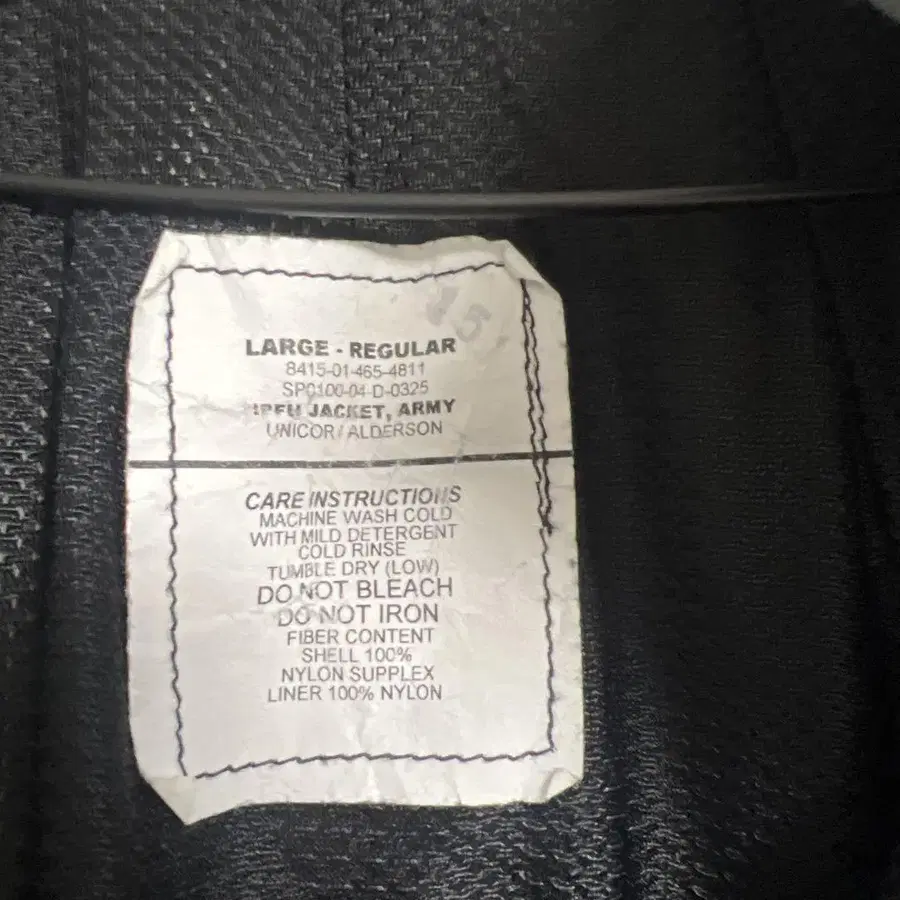 45
LARGE - REGULAR
8415-01-465-4811
SP0100-04-D-0325
IPFU JACKET, ARMY
UNICOR/ALDERSON
CARE INSTRUCTIONS
MACHINE WASH COLD
WITH MILD DETERGENT
COLD RINSE
TUMBLE DRY (LOW)
DO NOT BLEACH
DO NOT IRON
FIBER CONTENT
SHELL 100%
NYLON SUPPLEX
LINER 100% NYLON